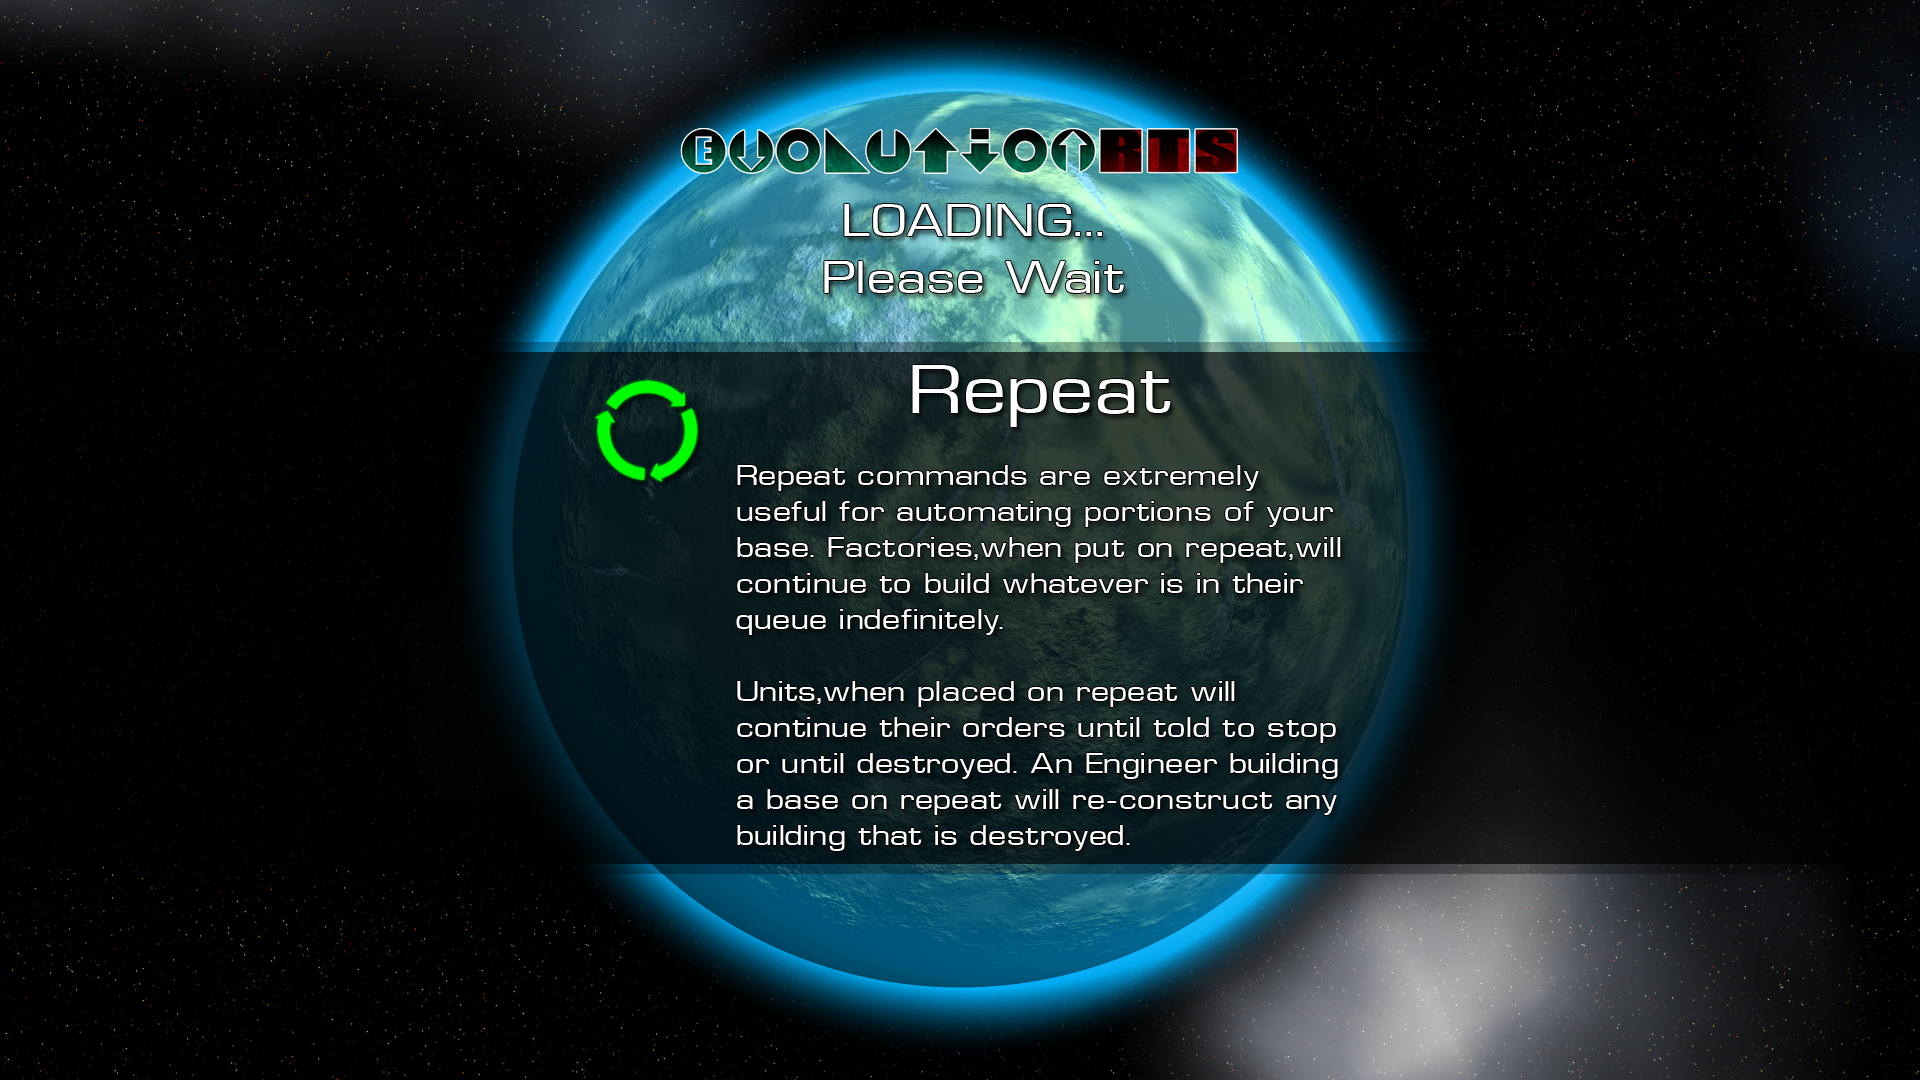 EVOLUTION RTS
LOADING...
Please Wait
Repeat
Repeat commands are extremely
useful for automating portions of your
base. Factories,when put on repeat,will
continue to build whatever is in their
queue indefinitely.
Units,when placed on repeat will
continue their orders until told to stop
or until destroyed. An Engineer building
a base on repeat will re-construct any
building that is destroyed.